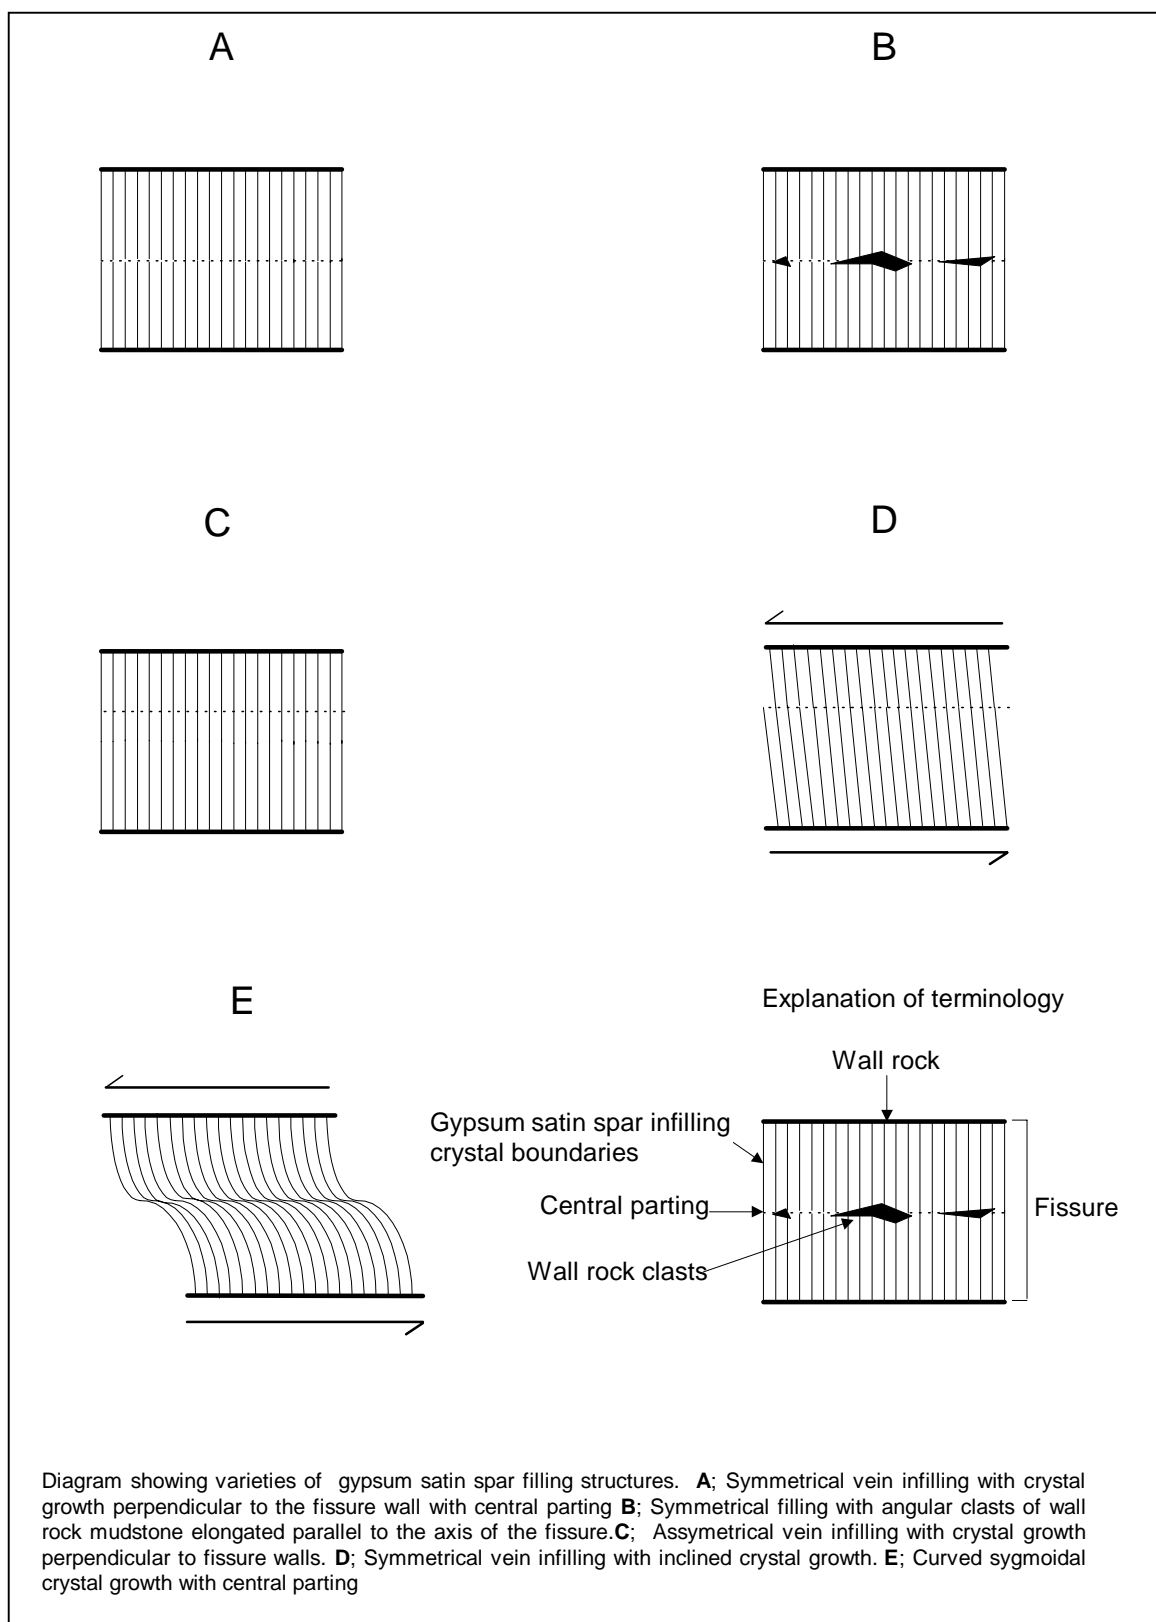 A
B
C
D
E
Explanation of terminology
Wall rock
Gypsum satin spar infilling
crystal boundaries
Central parting
Fissure
Wall rock clasts
Diagram showing varieties of gypsum satin spar filling structures. A; Symmetrical vein infilling with crystal
growth perpendicular to the fissure wall with central parting B; Symmetrical filling with angular clasts of wall
rock mudstone elongated parallel to the axis of the fissure.C; Assymetrical vein infilling with crystal growth
perpendicular to fissure walls. D; Symmetrical vein infilling with inclined crystal growth. E; Curved sygmoidal
crystal growth with central parting